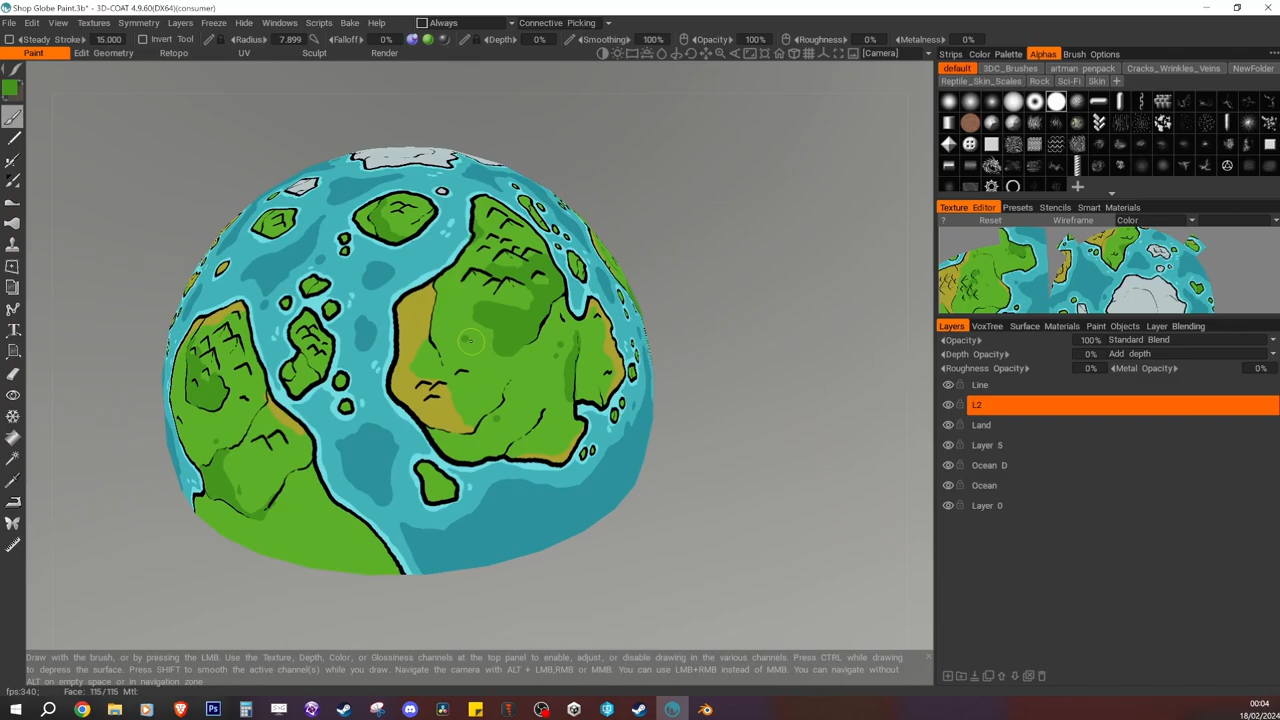 Shop Globe Paint.3b* - 3D-COAT 4.9.60(DX64)(consumer)
File Edit View Textures Symmetry Layers Freeze Hide Windows Scripts Bake Help Always Connective Picking
Steady Stroke 15.000 Invert Tool Radius 7.899 Falloff 0% Depth 0% Smoothing 100% Opacity 100% Roughness 0% Metalness 0%
Paint Edit Geometry
UV Sculpt Retopo Render
[Camera]
Strips Color Palette Alphas Brush Options
default 3DC_Brushes artman penpack Cracks_Wrinkles_Veins NewFolder
Reptile_Skin_Scales Rock Sci-Fi Skin
Texture Editor Presets Stencils Smart Materials
? Reset Wireframe Color
Layers VoxTree Surface Materials Paint Objects Layer Blending
Opacity 100% Standard Blend
Depth Opacity 0% Add depth
Roughness Opacity 0% Metal Opacity 0%
Line
L2
Land
Layer 5
Ocean D
Ocean
Layer 0
Draw with the brush, or by pressing the LMB. Use the Texture, Depth, Color, or Glossiness channels at the top panel to enable, adjust, or disable drawing in the various channels. Press CTRL while drawing
to depress the surface. Press SHIFT to smooth the active channel(s) while you draw. Navigate the camera with ALT + LMB,RMB or MMB. You can use LMB+RMB instead of MMB. You can navigate without
ALT on empty space or in navigation zone
fps:340; Face: 115/115 Mtl:
00:04
18/02/2024